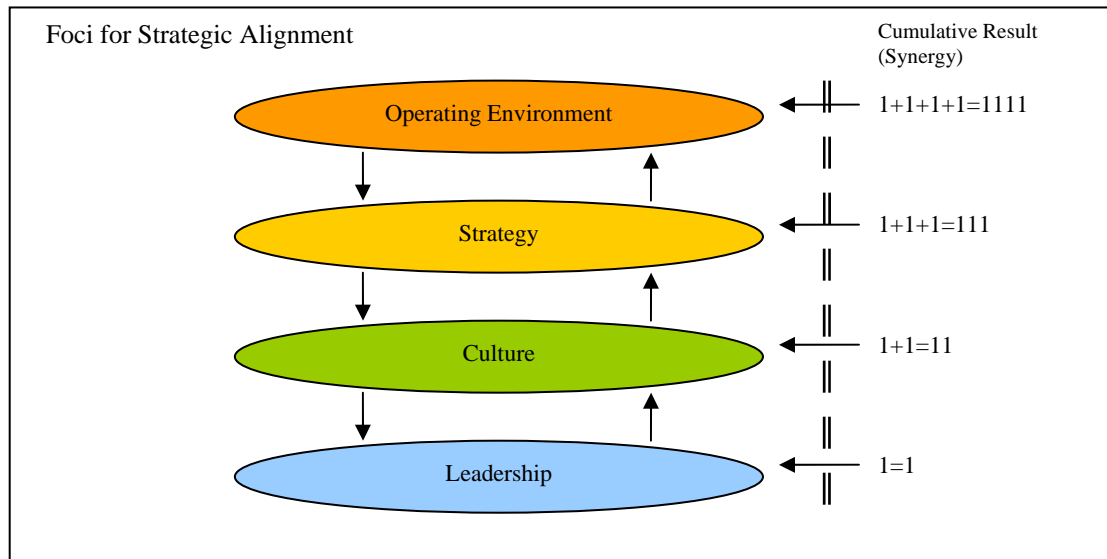 Foci for Strategic Alignment
Cumulative Result
(Synergy)
Operating Environment
1+1+1+1=1111
Strategy
1+1+1=111
Culture
1+1=11
Leadership
1=1